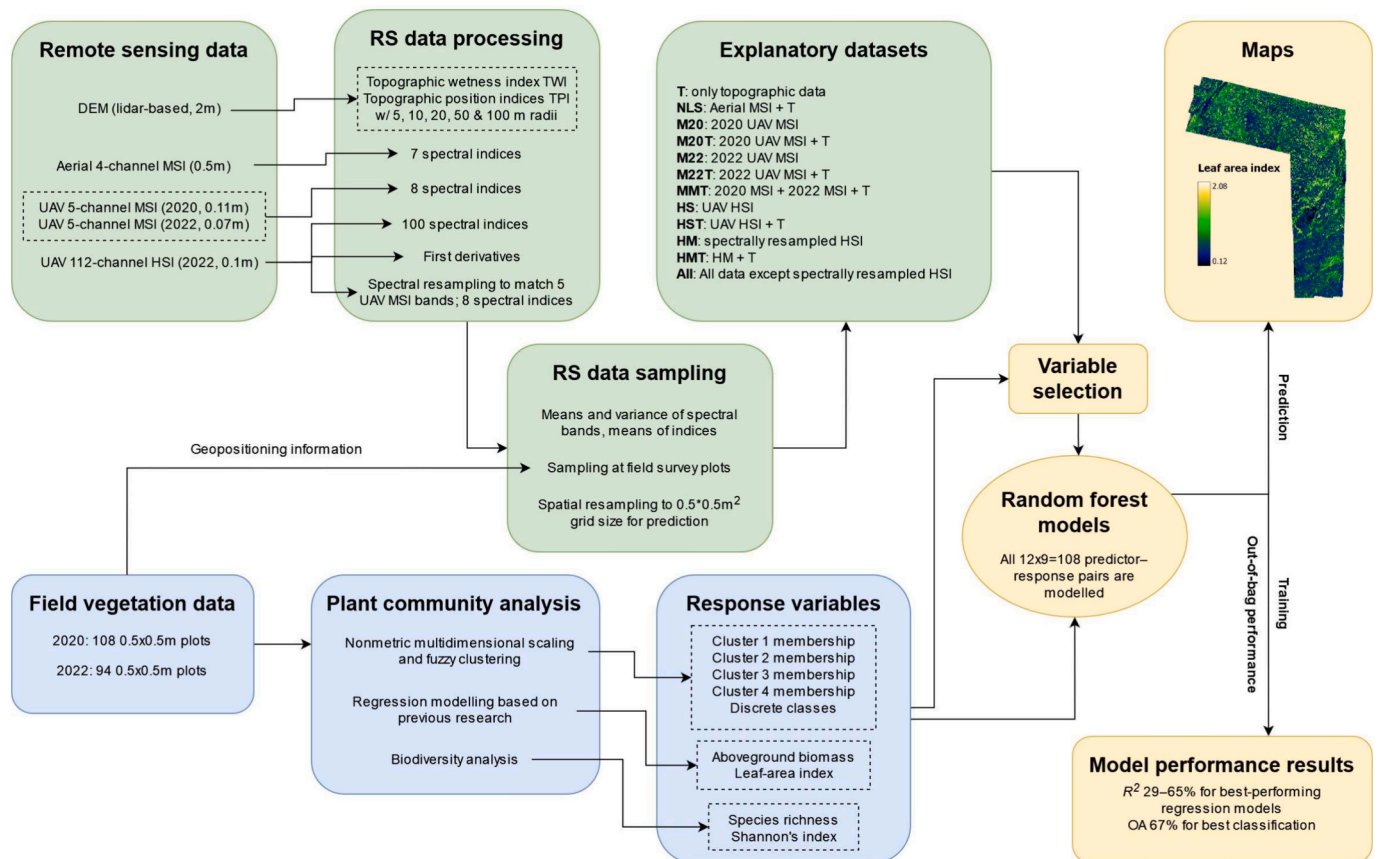 Remote sensing data
DEM (lidar-based, 2m)
Aerial 4-channel MSI (0.5m)
UAV 5-channel MSI (2020, 0.11m)
UAV 5-channel MSI (2022, 0.07m)
UAV 112-channel HSI (2022, 0.1m)
RS data processing
Topographic wetness index TWI
Topographic position indices TPI
w/ 5, 10, 20, 50 & 100 m radii
7 spectral indices
8 spectral indices
100 spectral indices
First derivatives
Spectral resampling to match 5
UAV MSI bands; 8 spectral indices
Explanatory datasets
T: only topographic data
NLS: Aerial MSI + T
M20: 2020 UAV MSI
M20T: 2020 UAV MSI + T
M22: 2022 UAV MSI
M22T: 2022 UAV MSI + T
MMT: 2020 MSI + 2022 MSI + T
HS: UAV HSI
HST: UAV HSI + T
HM: spectrally resampled HSI
HMT: HM + T
All: All data except spectrally resampled HSI
Maps
Leaf area index
2.08
0.12
RS data sampling
Means and variance of spectral
bands, means of indices
Sampling at field survey plots
Spatial resampling to 0.5*0.5m²
grid size for prediction
Geopositioning information
Variable
selection
Random forest
models
All 12x9=108 predictor–
response pairs are
modelled
Prediction
Training
Out-of-bag performance
Field vegetation data
2020: 108 0.5x0.5m plots
2022: 94 0.5x0.5m plots
Plant community analysis
Nonmetric multidimensional scaling
and fuzzy clustering
Regression modelling based on
previous research
Biodiversity analysis
Response variables
Cluster 1 membership
Cluster 2 membership
Cluster 3 membership
Cluster 4 membership
Discrete classes
Aboveground biomass
Leaf-area index
Species richness
Shannon's index
Model performance results
R² 29–65% for best-performing
regression models
OA 67% for best classification